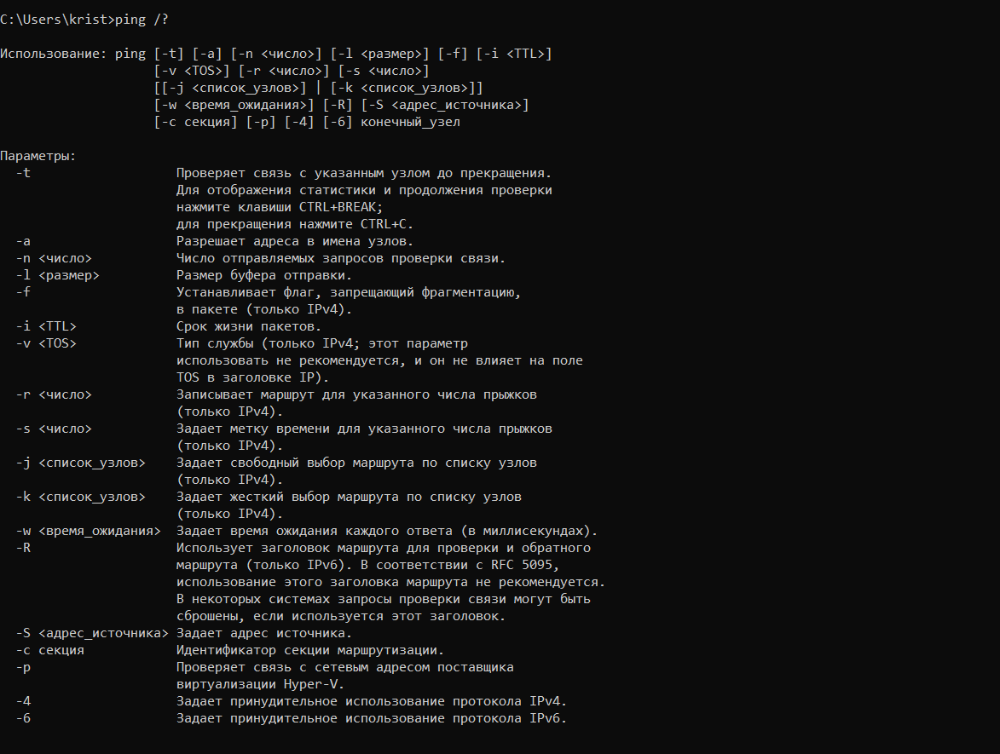 C:\Users\krist>ping /?
Использование: ping [-t] [-a] [-n <число>] [-l <размер>] [-f] [-i <TTL>]
[-v <TOS>] [-r <число>] [-s <число>]
[[-j <список_узлов>] | [-k <список_узлов>]]
[-w <время_ожидания>] [-R] [-S <адрес_источника>]
[-c секция] [-p] [-4] [-6] конечный_узел
Параметры:
-t Проверяет связь с указанным узлом до прекращения.
Для отображения статистики и продолжения проверки
нажмите клавиши CTRL+BREAK;
для прекращения нажмите CTRL+C.
-a Разрешает адреса в имена узлов.
-n <число> Число отправляемых запросов проверки связи.
-l <размер> Размер буфера отправки.
-f Устанавливает флаг, запрещающий фрагментацию,
в пакете (только IPv4).
-i <TTL> Срок жизни пакетов.
-v <TOS> Тип службы (только IPv4; этот параметр
использовать не рекомендуется, и он не влияет на поле
TOS в заголовке IP).
-r <число> Записывает маршрут для указанного числа прыжков
(только IPv4).
-s <число> Задает метку времени для указанного числа прыжков
(только IPv4).
-j <список_узлов> Задает свободный выбор маршрута по списку узлов
(только IPv4).
-k <список_узлов> Задает жесткий выбор маршрута по списку узлов
(только IPv4).
-w <время_ожидания> Задает время ожидания каждого ответа (в миллисекундах).
-R Использует заголовок маршрута для проверки и обратного
маршрута (только IPv6). В соответствии с RFC 5095,
использование этого заголовка маршрута не рекомендуется.
В некоторых системах запросы проверки связи могут быть
сброшены, если используется этот заголовок.
-S <адрес_источника> Задает адрес источника.
-c секция Идентификатор секции маршрутизации.
-p Проверяет связь с сетевым адресом поставщика
виртуализации Hyper-V.
-4 Задает принудительное использование протокола IPv4.
-6 Задает принудительное использование протокола IPv6.